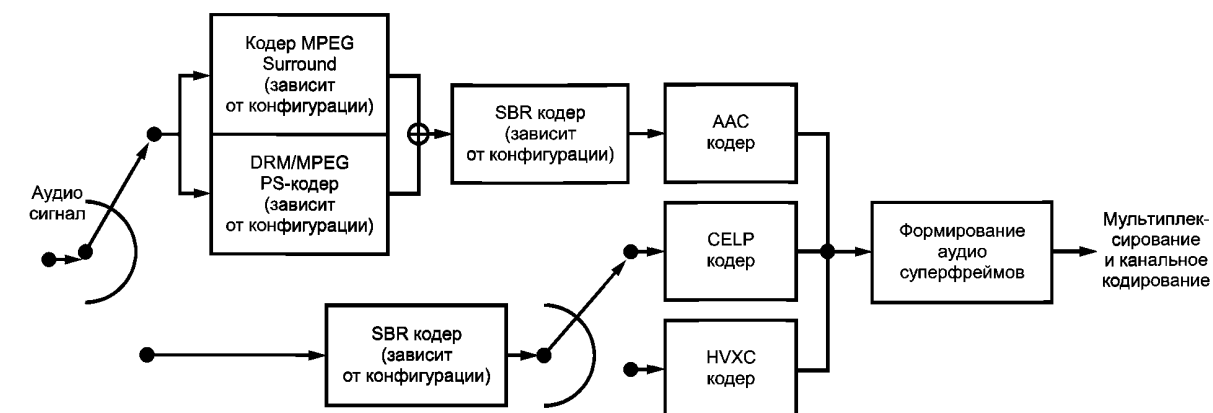 Кодер MPEG
Surround
(зависит
от конфигурации)
DRM/MPEG
PS-кодер
(зависит
от конфигурации)
SBR кодер
(зависит
от конфигурации)
AAC
кодер
Аудио
сигнал
CELP
кодер
Формирование
аудио
суперфреймов
Мультиплек-
сирование
и канальное
кодирование
SBR кодер
(зависит
от конфигурации)
HVXC
кодер